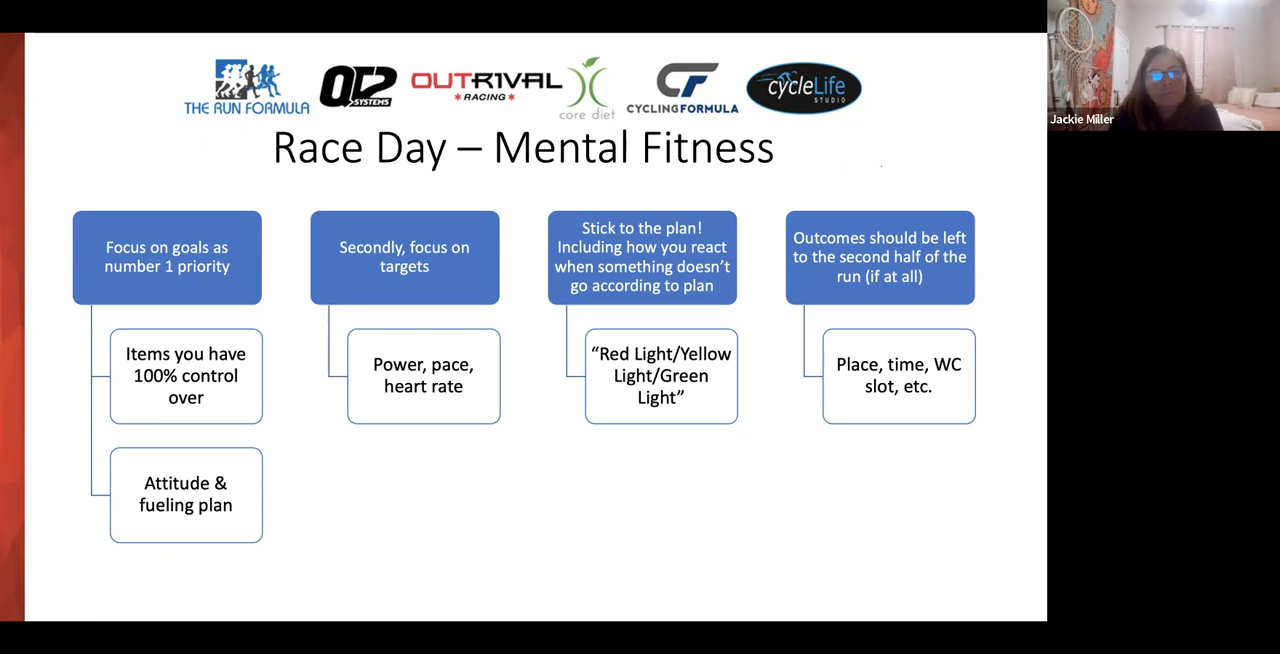 THE RUN FORMULA
QT2
SYSTEMS
OUTRIVAL
RACING
core diet
CF
CYCLINGFORMULA
cycleLife
STUDIO
Jackie Miller
Race Day – Mental Fitness
Focus on goals as
number 1 priority
Items you have
100% control
over
Attitude &
fueling plan
Secondly, focus on
targets
Power, pace,
heart rate
Stick to the plan!
Including how you react
when something doesn’t
go according to plan
“Red Light/Yellow
Light/Green
Light”
Outcomes should be left
to the second half of the
run (if at all)
Place, time, WC
slot, etc.